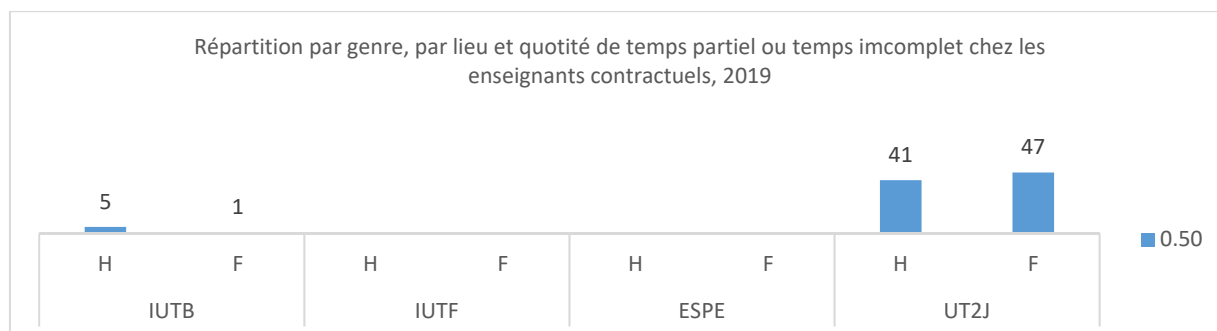 Répartition par genre, par lieu et quotité de temps partiel ou temps imcomplet chez les
enseignants contractuels, 2019
5
1
41
47
0.50
H
F
H
F
H
F
H
F
IUTB
IUTF
ESPE
UT2J